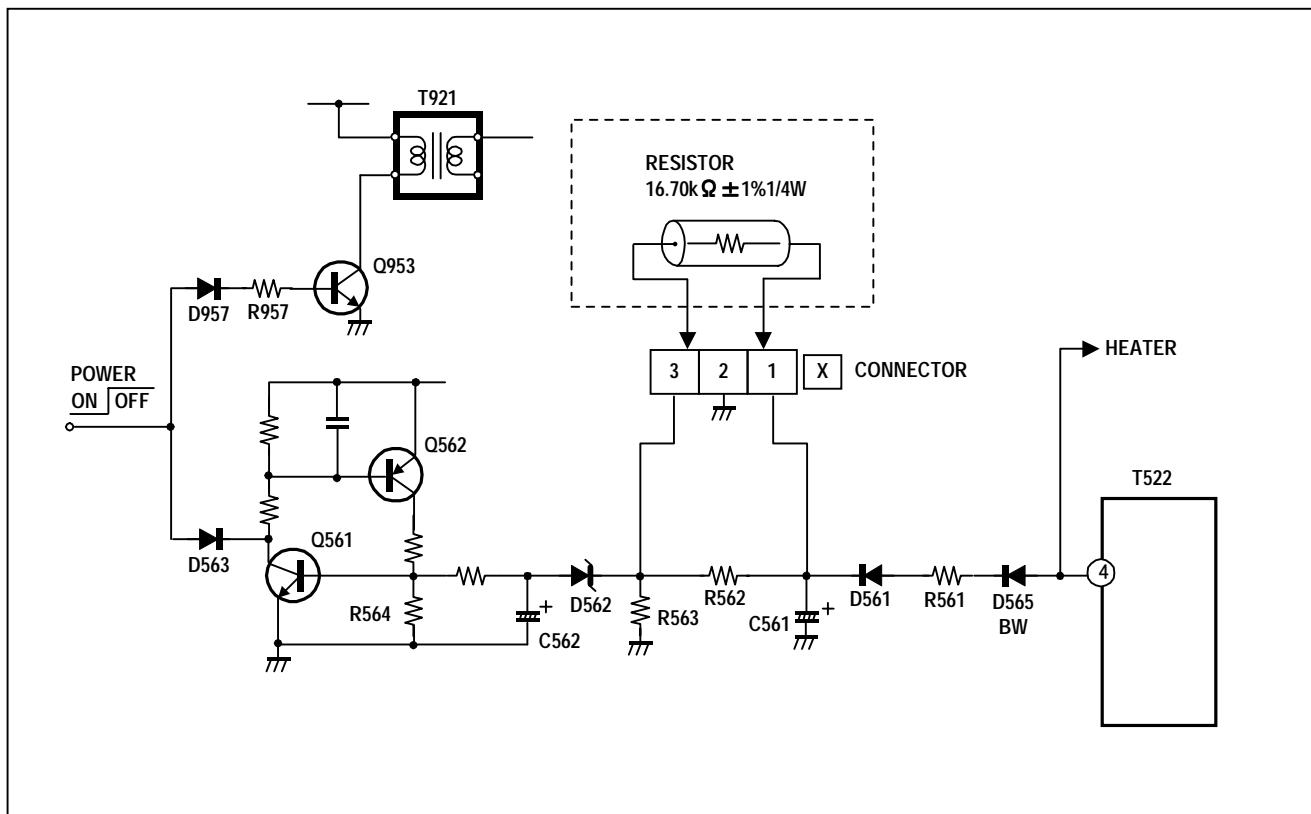 T921
RESISTOR
16.70kΩ ±1%1/4W
Q953
D957
R957
HEATER
3
2
1
X
CONNECTOR
POWER
ON OFF
Q562
T522
Q561
D563
4
D562
R562
D561
R561
D565
BW
R564
R563
C561
+
C562
+